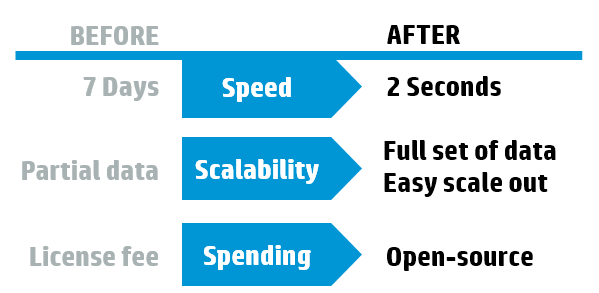 BEFORE AFTER
7 Days Speed 2 Seconds
Partial data Scalability Full set of data
Easy scale out
License fee Spending Open-source